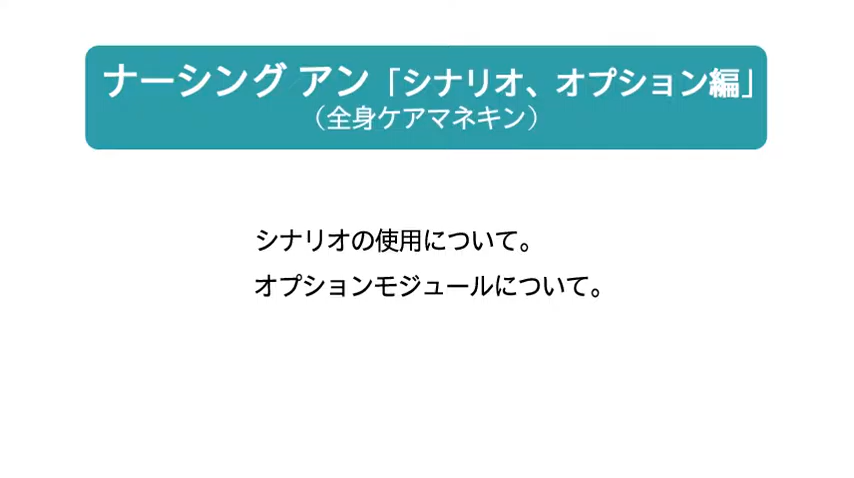 ナーシング アン「シナリオ、オプション編」
（全身ケアマネキン）
シナリオの使用について。
オプションモジュールについて。